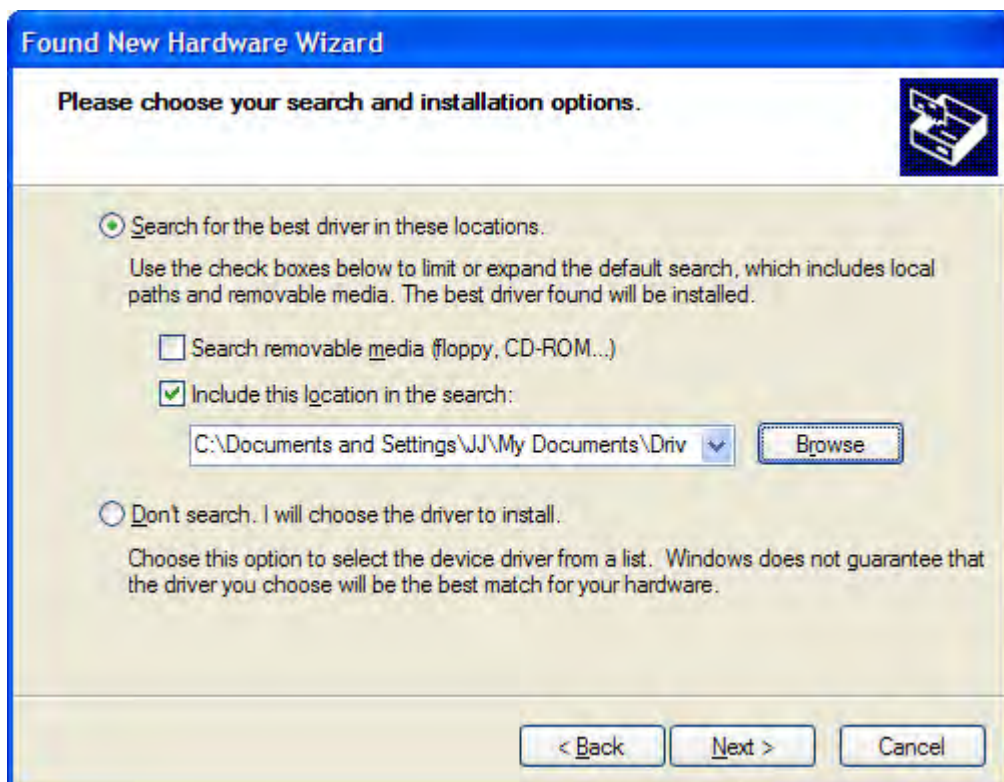 Found New Hardware Wizard
Please choose your search and installation options.
Search for the best driver in these locations.
Use the check boxes below to limit or expand the default search, which includes local
paths and removable media. The best driver found will be installed.
Search removable media (floppy, CD-ROM...)
Include this location in the search:
C:\Documents and Settings\JJ\My Documents\Driv
Browse
Don't search. I will choose the driver to install.
Choose this option to select the device driver from a list. Windows does not guarantee that
the driver you choose will be the best match for your hardware.
< Back Next > Cancel